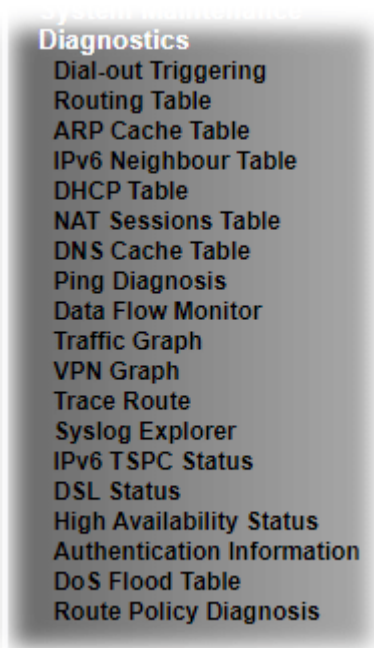 System Maintenance
Diagnostics
Dial-out Triggering
Routing Table
ARP Cache Table
IPv6 Neighbour Table
DHCP Table
NAT Sessions Table
DNS Cache Table
Ping Diagnosis
Data Flow Monitor
Traffic Graph
VPN Graph
Trace Route
Syslog Explorer
IPv6 TSPC Status
DSL Status
High Availability Status
Authentication Information
DoS Flood Table
Route Policy Diagnosis